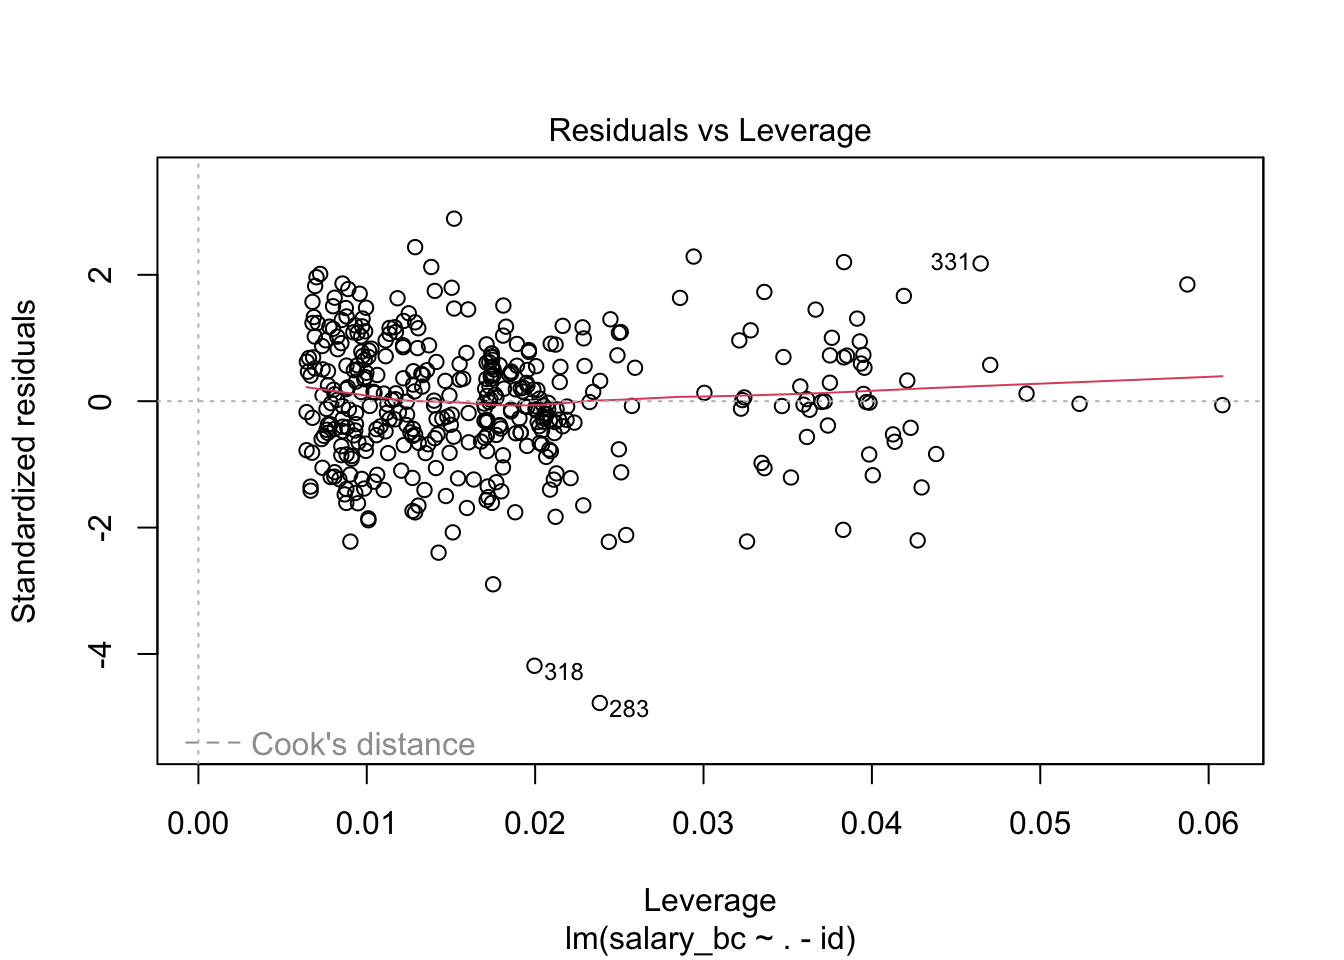 Residuals vs Leverage
Standardized residuals
2
0
-2
-4
331
318
283
Cook's distance
0.00 0.01 0.02 0.03 0.04 0.05 0.06
Leverage
lm(salary_bc ~ . - id)